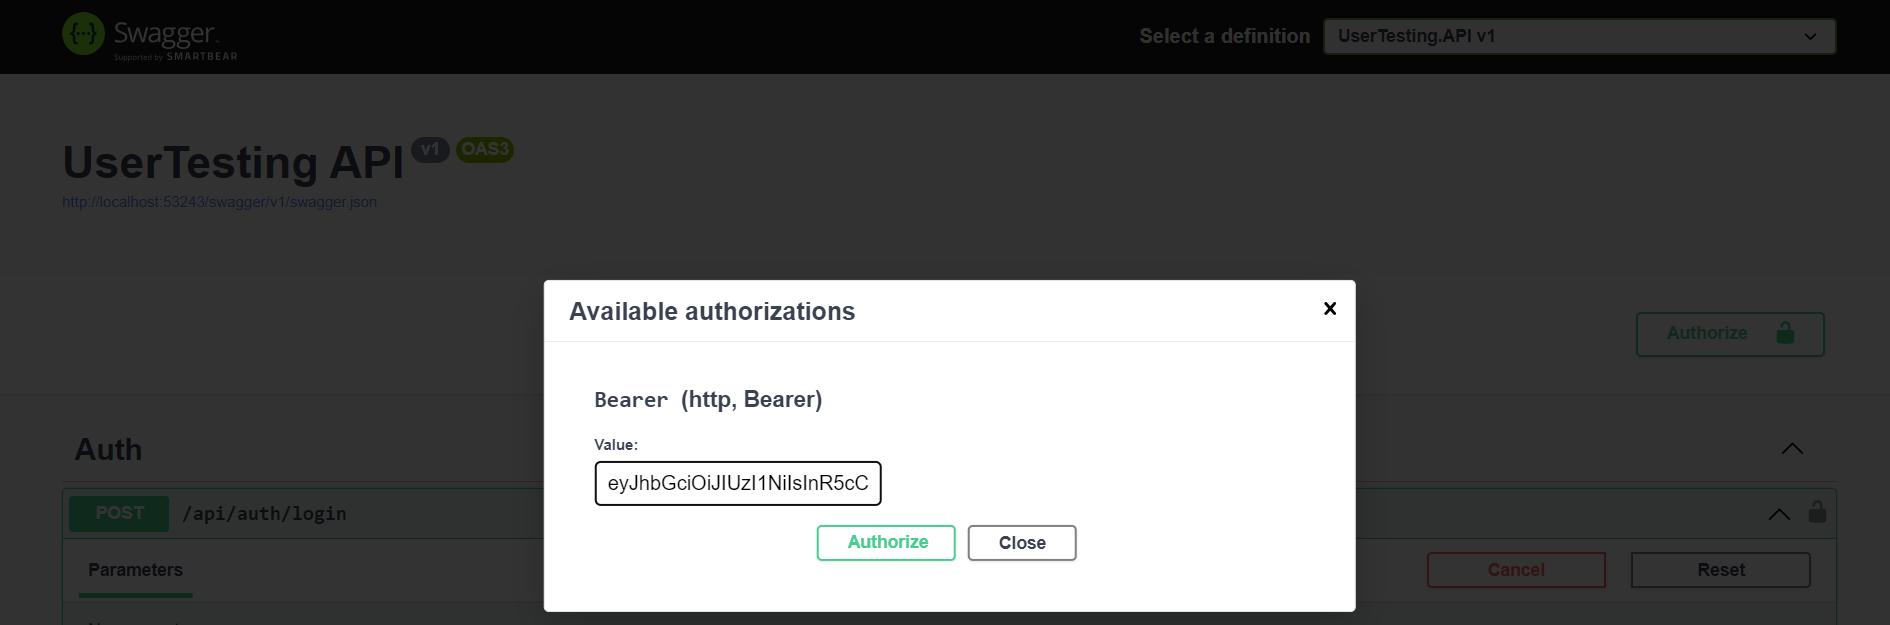 Swagger
Supported by SMARTBEAR
Select a definition
UserTesting.API v1
UserTesting API v1 OAS3
http://localhost:53243/swagger/v1/swagger.json
Available authorizations
Authorize
Bearer (http, Bearer)
Value:
eyJhbGciOiJIUzI1NiIsInR5cC
Authorize
Close
Auth
POST /api/auth/login
Parameters
Cancel
Reset